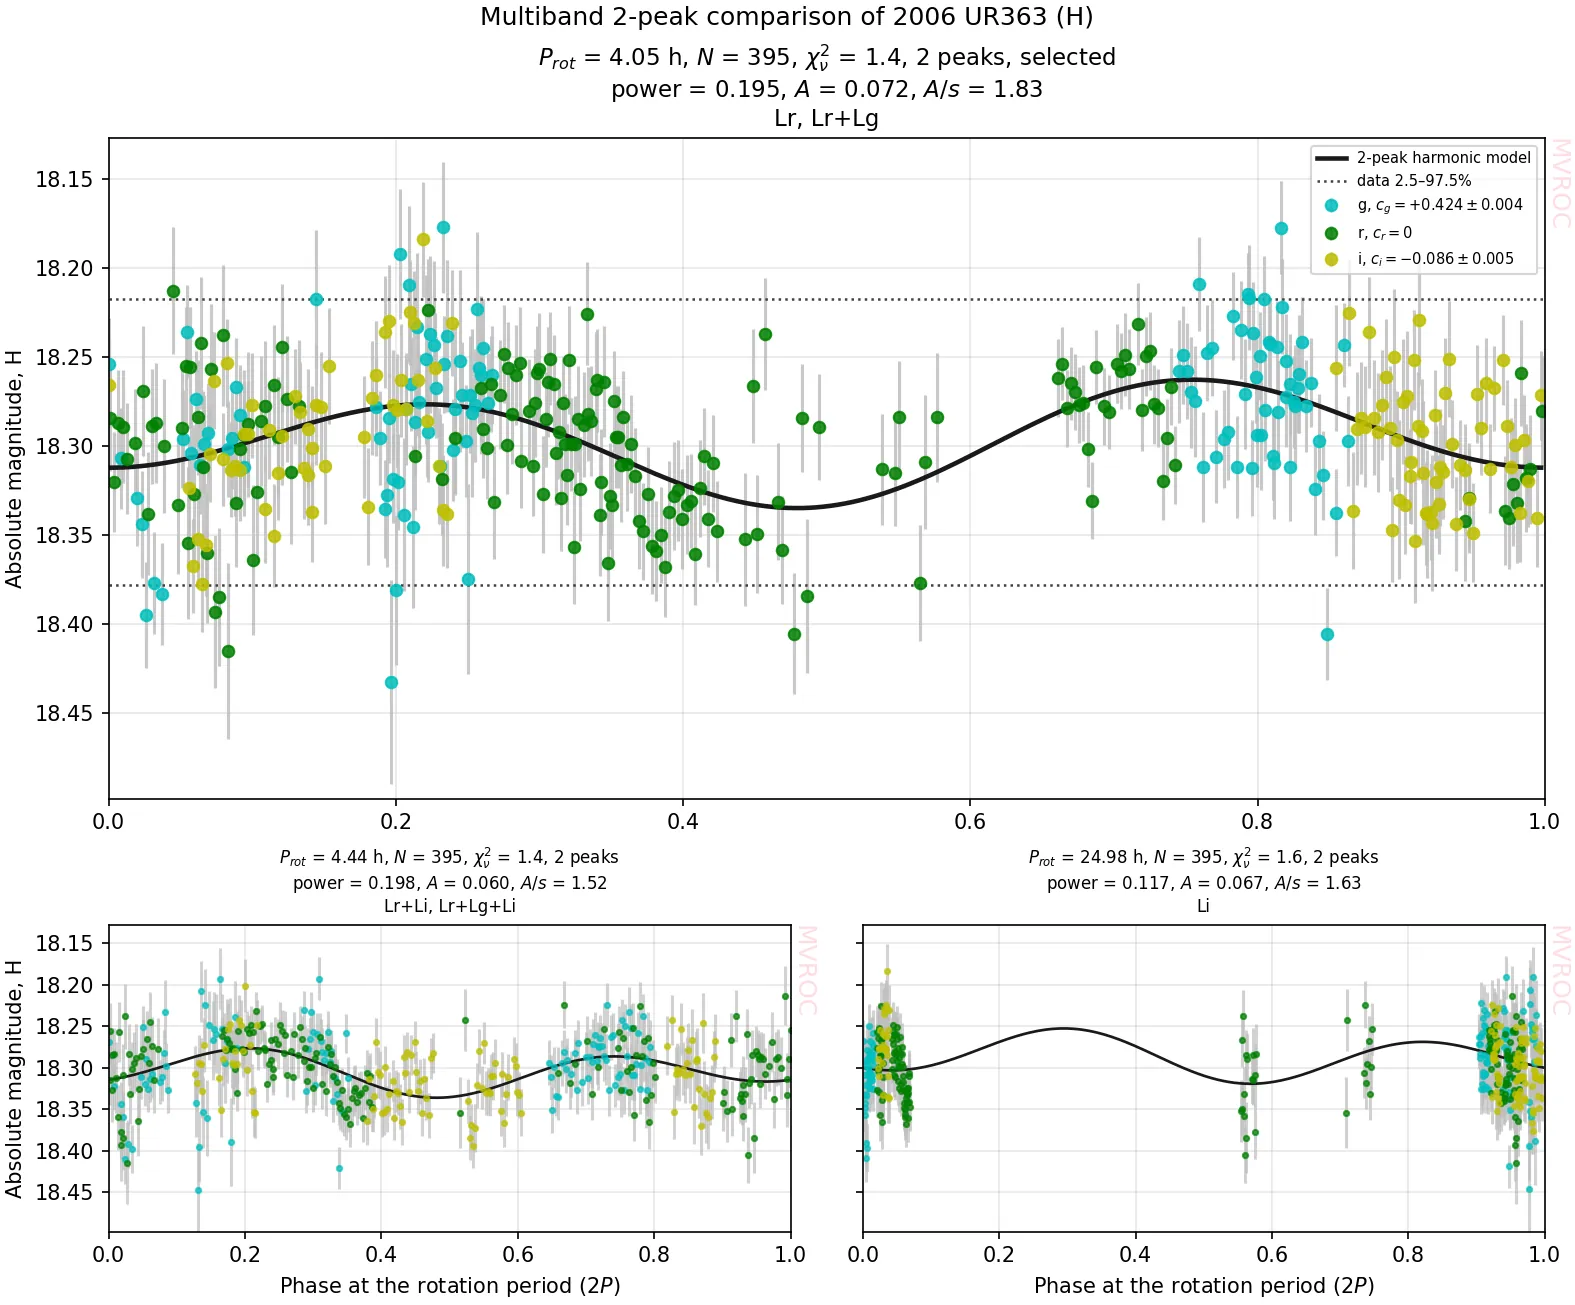 Multiband 2-peak comparison of 2006 UR363 (H)
P_rot = 4.05 h, N = 395, χ²_ν = 1.4, 2 peaks, selected
power = 0.195, A = 0.072, A/s = 1.83
Lr, Lr+Lg
Absolute magnitude, H
18.15
18.20
18.25
18.30
18.35
18.40
18.45
0.0 0.2 0.4 0.6 0.8 1.0
2-peak harmonic model
data 2.5–97.5%
g, c_g = +0.424 ± 0.004
r, c_r = 0
i, c_i = −0.086 ± 0.005
MVROC
P_rot = 4.44 h, N = 395, χ²_ν = 1.4, 2 peaks
power = 0.198, A = 0.060, A/s = 1.52
Lr+Li, Lr+Lg+Li
Absolute magnitude, H
18.15
18.20
18.25
18.30
18.35
18.40
18.45
0.0 0.2 0.4 0.6 0.8 1.0
Phase at the rotation period (2P)
MVROC
P_rot = 24.98 h, N = 395, χ²_ν = 1.6, 2 peaks
power = 0.117, A = 0.067, A/s = 1.63
Li
0.0 0.2 0.4 0.6 0.8 1.0
Phase at the rotation period (2P)
MVROC